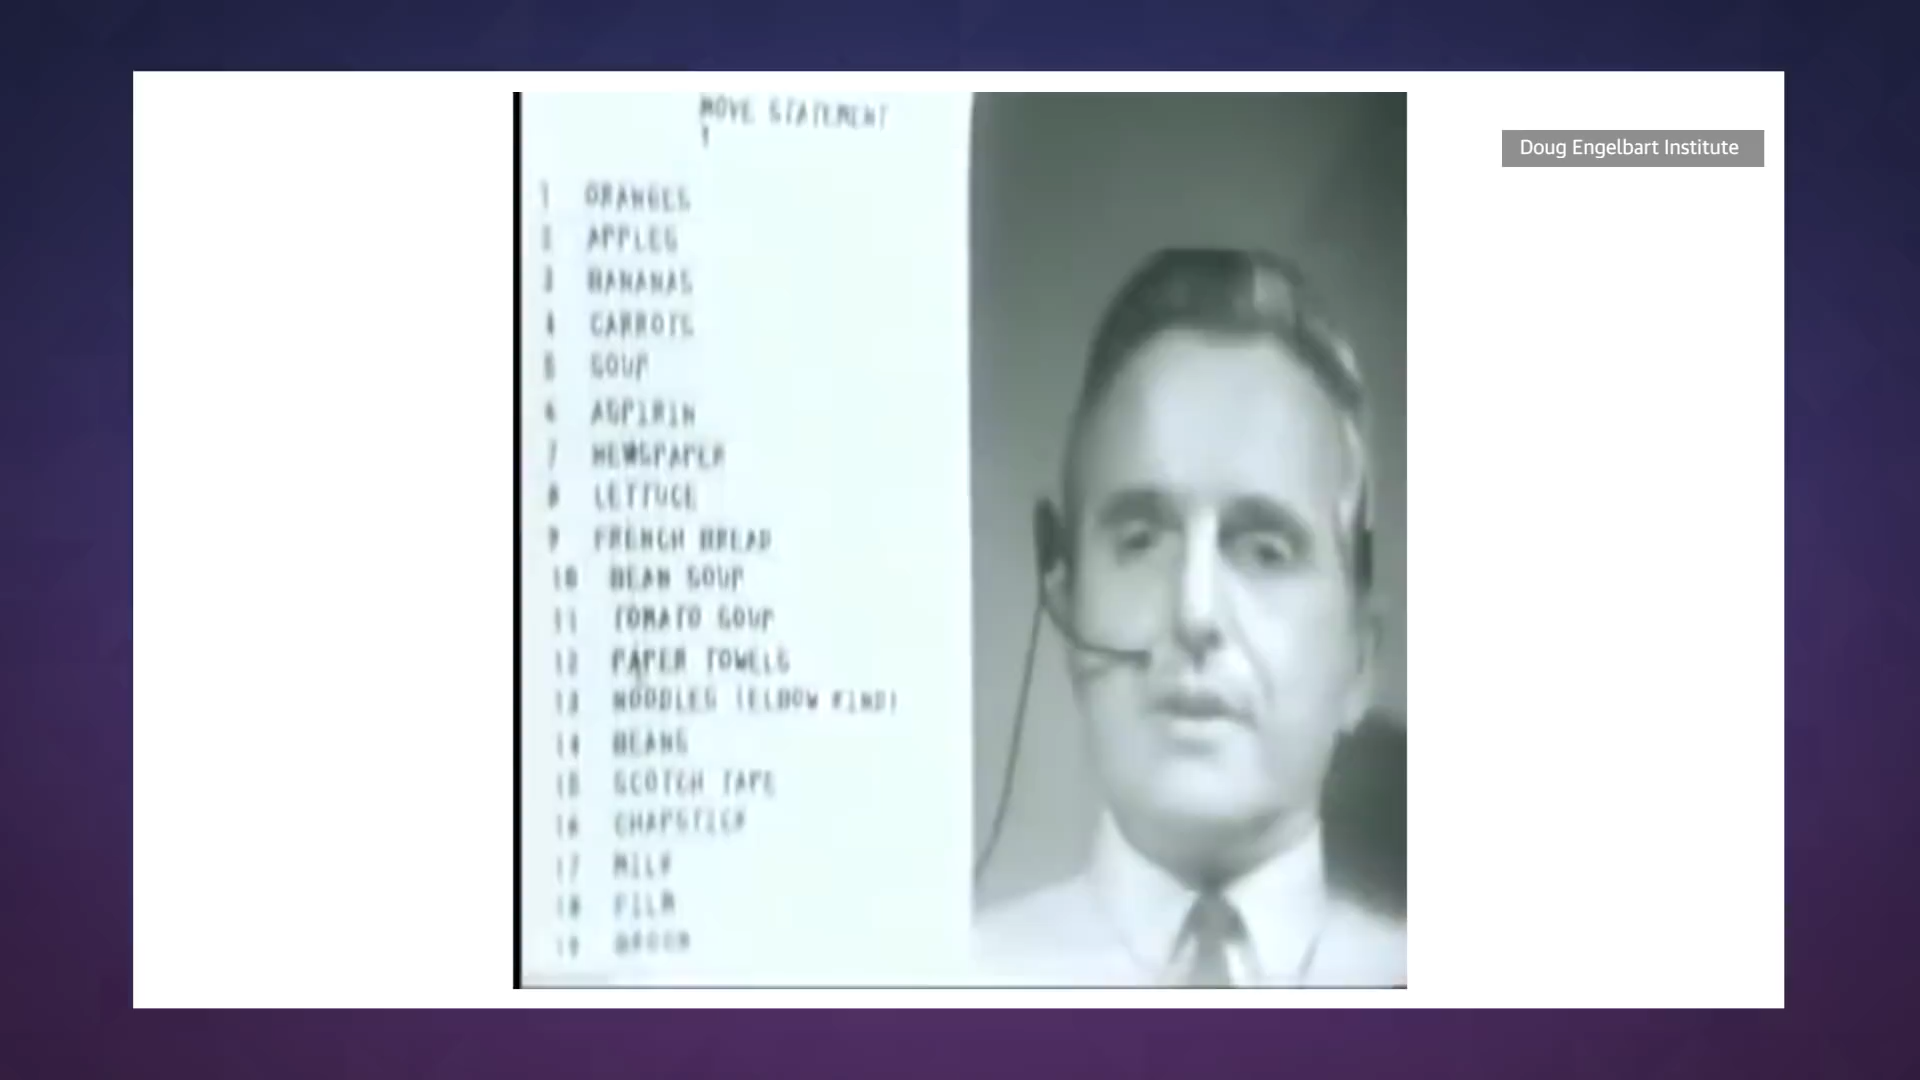 MOVE STATEMENT
Doug Engelbart Institute
1 ORANGES
2 APPLES
3 BANANAS
4 CARROTS
5 SOUP
6 ASPIRIN
7 NEWSPAPER
8 LETTUCE
9 FRENCH BREAD
10 BEAN SOUP
11 TOMATO SOUP
12 PAPER TOWELS
13 NOODLES (ELBOW KIND)
14 BEANS
15 SCOTCH TAPE
16 CHAPSTICK
17 MILK
18 FILM
19 BROOM